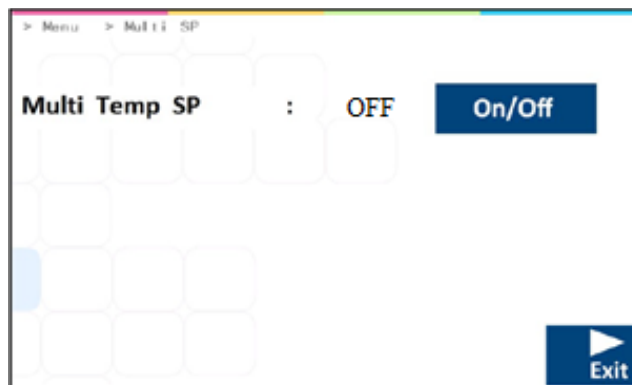 > Menu > Multi SP
Multi Temp SP : OFF On/Off
Exit